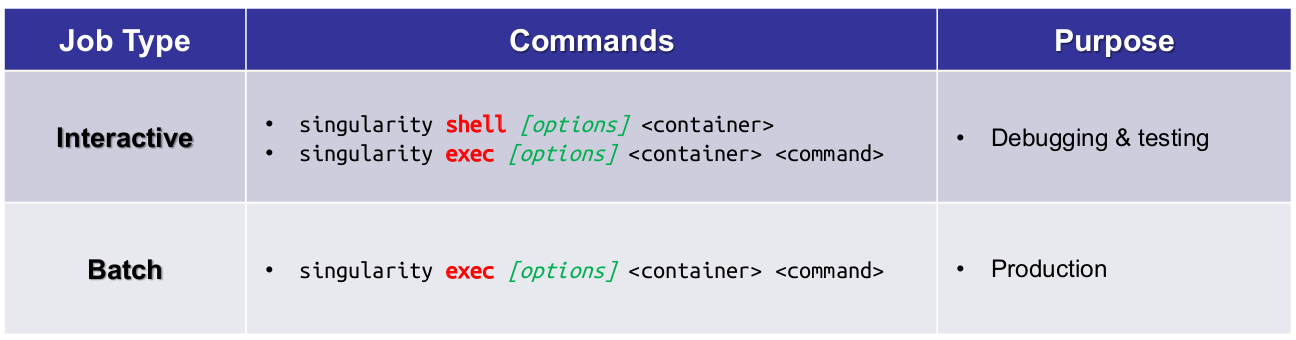 Job Type Commands Purpose
Interactive
• singularity shell [options] <container>
• singularity exec [options] <container> <command>
• Debugging & testing
Batch
• singularity exec [options] <container> <command>
• Production